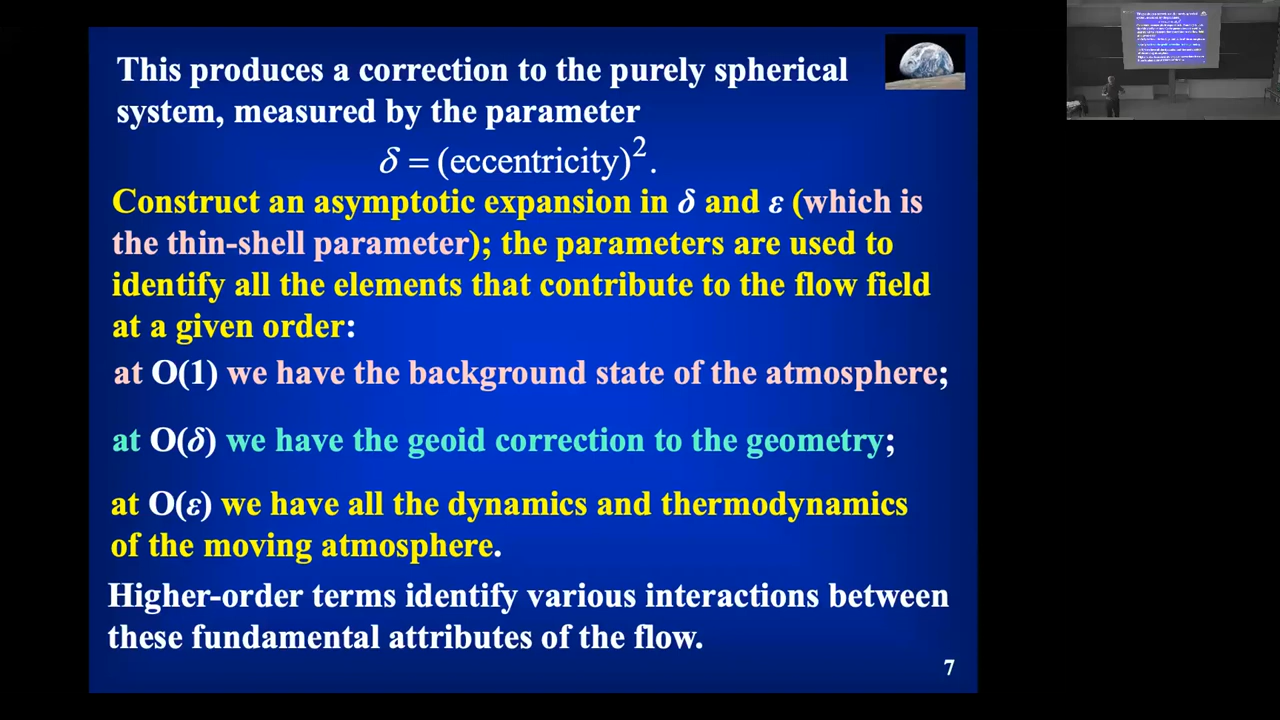 This produces a correction to the purely spherical
system, measured by the parameter
δ = (eccentricity)².
Construct an asymptotic expansion in δ and ε (which is
the thin-shell parameter); the parameters are used to
identify all the elements that contribute to the flow field
at a given order:
at O(1) we have the background state of the atmosphere;
at O(δ) we have the geoid correction to the geometry;
at O(ε) we have all the dynamics and thermodynamics
of the moving atmosphere.
Higher-order terms identify various interactions between
these fundamental attributes of the flow.
7